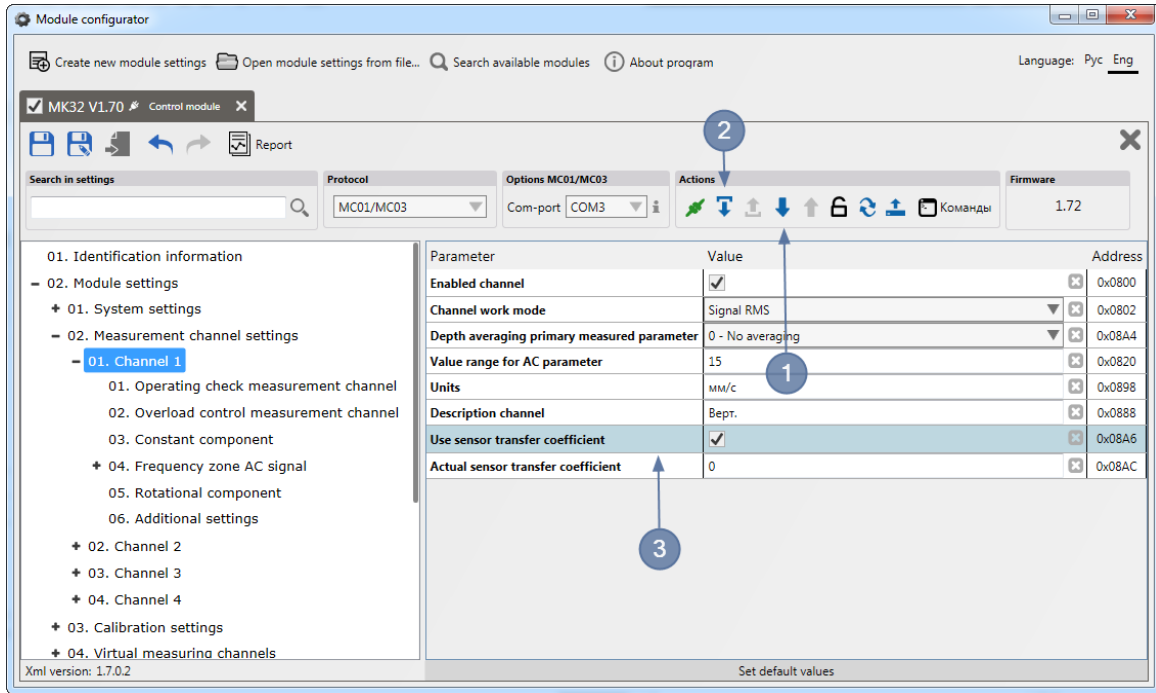 Module configurator
Create new module settings Open module settings from file... Search available modules About program Language: Рус Eng
MK32 V1.70 Control module
Report
2
Search in settings Protocol Options MC01/MC03 Actions Firmware
MC01/MC03 Com-port COM3 Команды 1.72
01. Identification information
02. Module settings
01. System settings
02. Measurement channel settings
01. Channel 1
01. Operating check measurement channel
02. Overload control measurement channel
03. Constant component
04. Frequency zone AC signal
05. Rotational component
06. Additional settings
02. Channel 2
03. Channel 3
04. Channel 4
03. Calibration settings
04. Virtual measuring channels
Xml version: 1.7.0.2
Parameter Value Address
Enabled channel 0x0800
Channel work mode Signal RMS 0x0802
Depth averaging primary measured parameter 0 - No averaging 0x08A4
Value range for AC parameter 15 0x0820
1
Units мм/с 0x0898
Description channel Верт. 0x0888
Use sensor transfer coefficient 0x08A6
Actual sensor transfer coefficient 0 0x08AC
3
Set default values